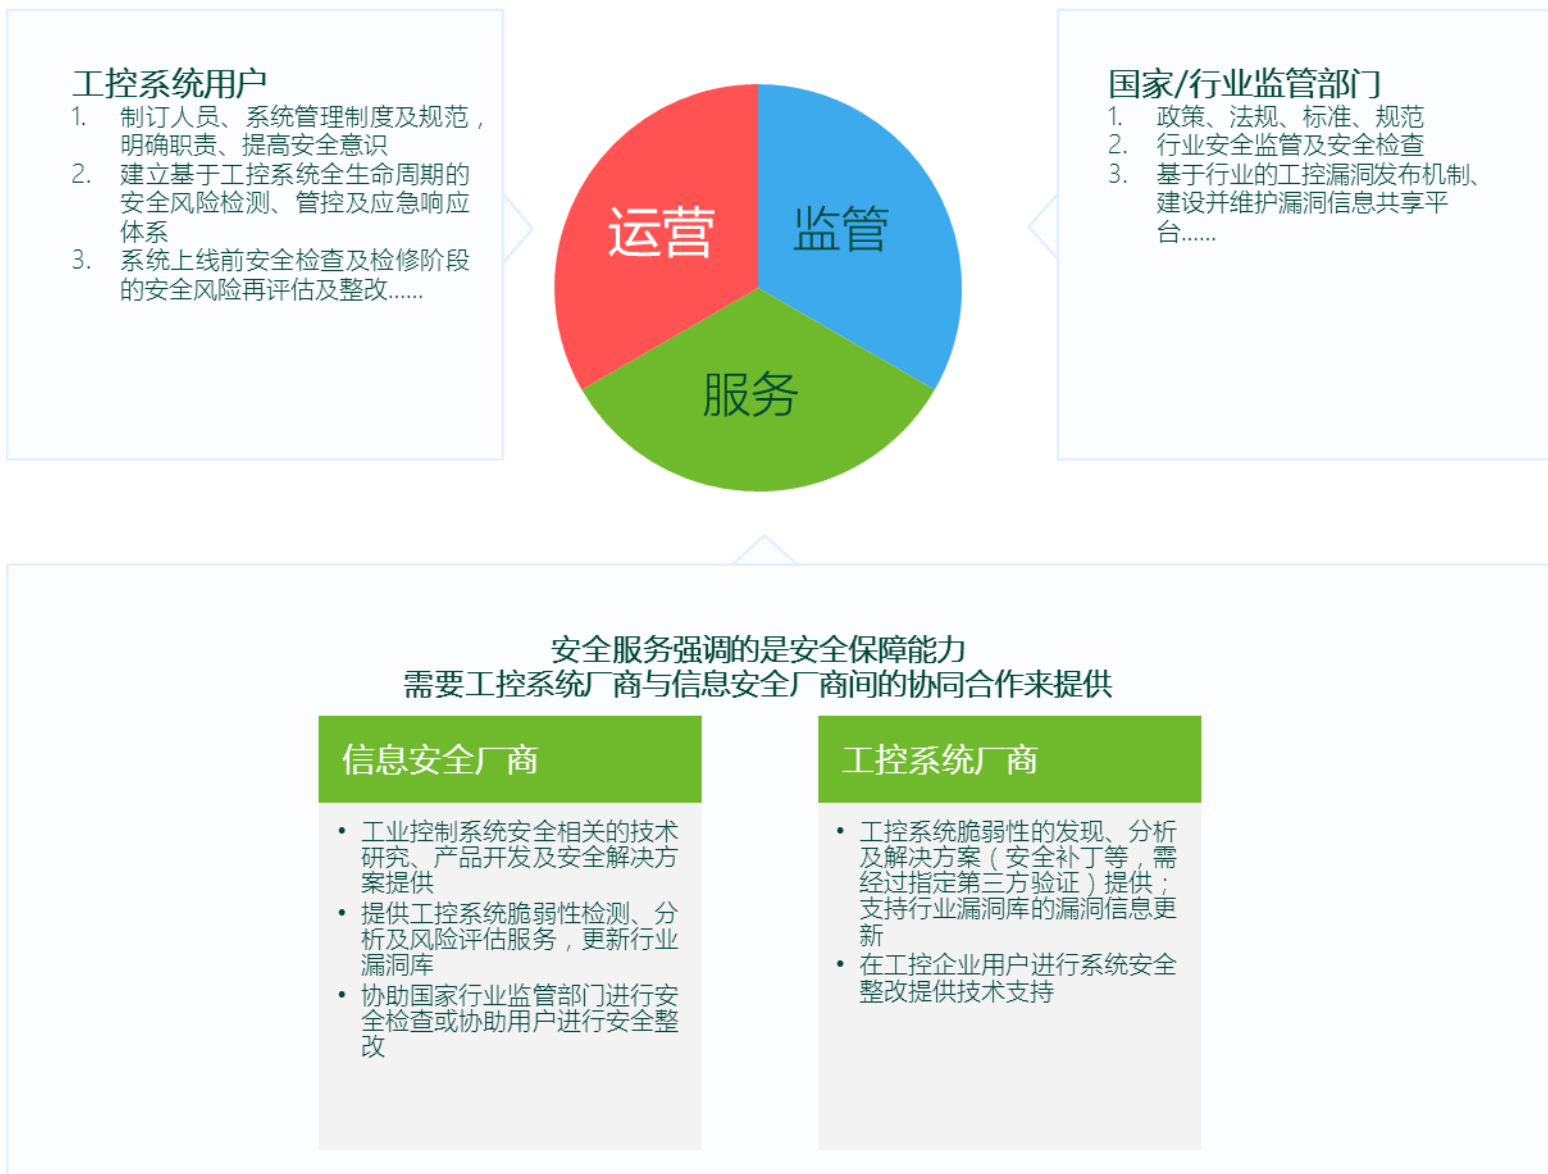 工控系统用户
1. 制订人员、系统管理制度及规范，
明确职责、提高安全意识
2. 建立基于工控系统全生命周期的
安全风险检测、管控及应急响应
体系
3. 系统上线前安全检查及检修阶段
的安全风险再评估及整改……
运营
监管
服务
国家/行业监管部门
1. 政策、法规、标准、规范
2. 行业安全监管及安全检查
3. 基于行业的工控漏洞发布机制、
建设并维护漏洞信息共享平
台……
安全服务强调的是安全保障能力
需要工控系统厂商与信息安全厂商间的协同合作来提供
信息安全厂商
• 工业控制系统安全相关的技术
研究、产品开发及安全解决方
案提供
• 提供工控系统脆弱性检测、分
析及风险评估服务，更新行业
漏洞库
• 协助国家行业监管部门进行安
全检查或协助用户进行安全整
改
工控系统厂商
• 工控系统脆弱性的发现、分析
及解决方案（安全补丁等，需
经过指定第三方验证）提供；
支持行业漏洞库的漏洞信息更
新
• 在工控企业用户进行系统安全
整改提供技术支持